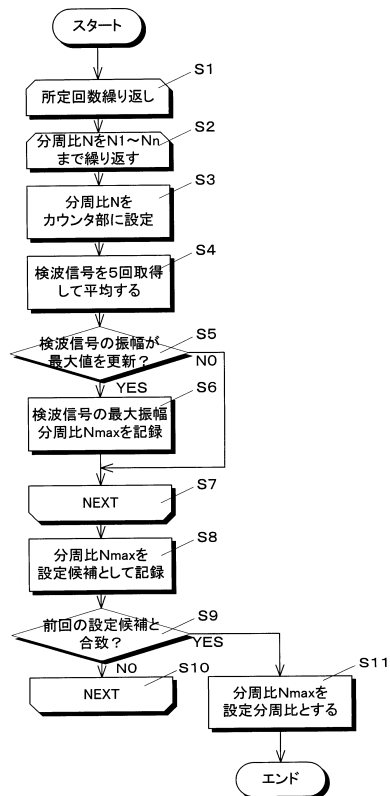 スタート
所定回数繰り返し
S1
分周比NをN1～Nn
まで繰り返す
S2
分周比Nを
カウンタ部に設定
S3
検波信号を5回取得
して平均する
S4
検波信号の振幅が
最大値を更新？
S5
NO
YES
検波信号の最大振幅
分周比Nmaxを記録
S6
NEXT
S7
分周比Nmaxを
設定候補として記録
S8
前回の設定候補と
合致？
S9
YES
NO
NEXT
S10
分周比Nmaxを
設定分周比とする
S11
エンド